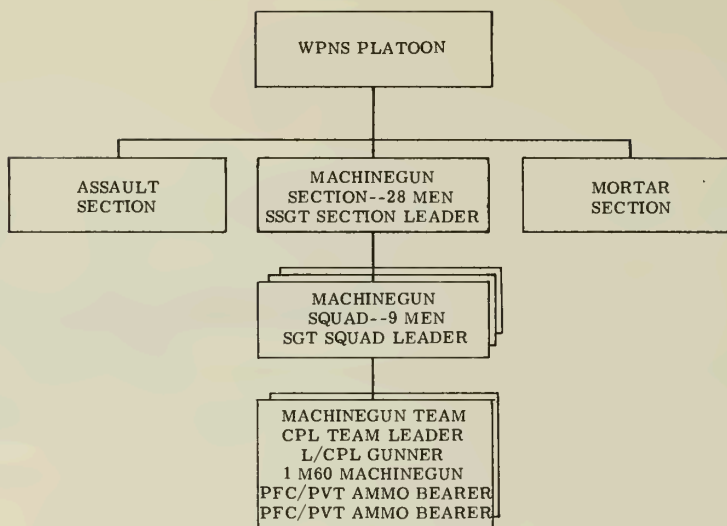 WPNS PLATOON
ASSAULT
SECTION
MACHINEGUN
SECTION--28 MEN
SSGT SECTION LEADER
MORTAR
SECTION
MACHINEGUN
SQUAD--9 MEN
SGT SQUAD LEADER
MACHINEGUN TEAM
CPL TEAM LEADER
L/CPL GUNNER
1 M60 MACHINEGUN
PFC/PVT AMMO BEARER
PFC/PVT AMMO BEARER